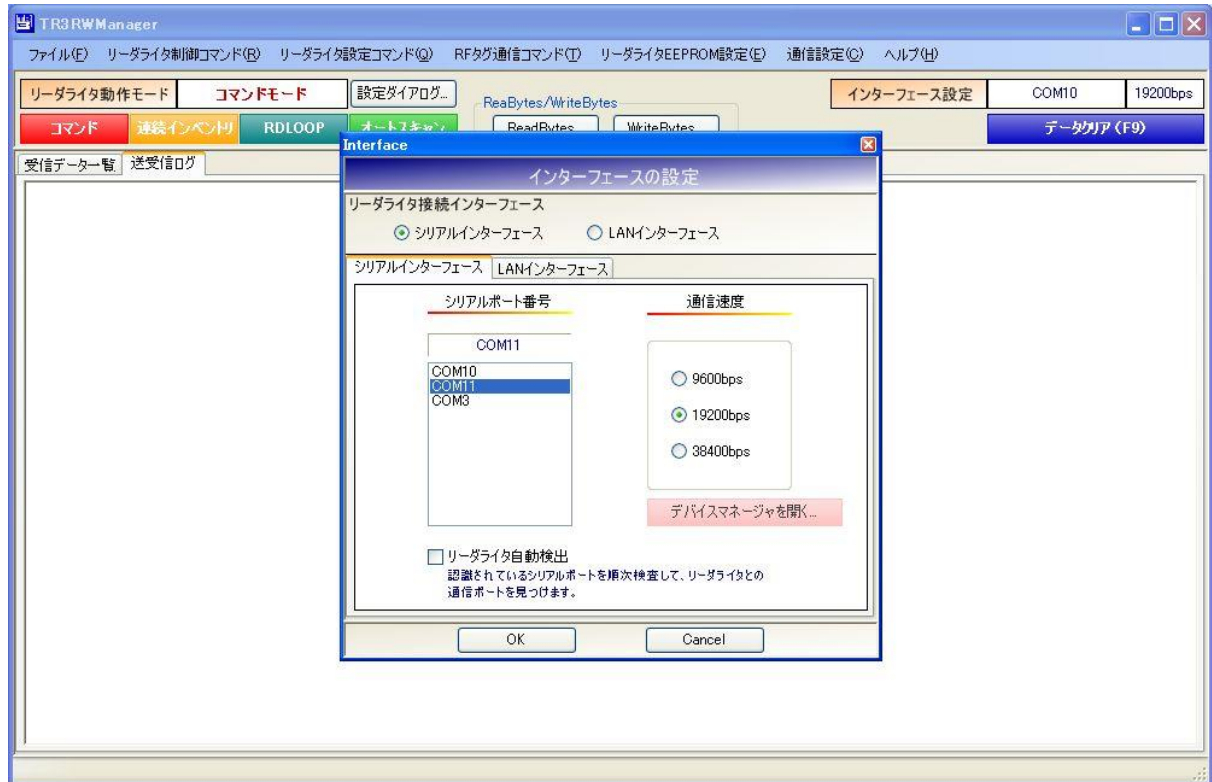 TR3RWManager
ファイル(F) リーダライタ制御コマンド(R) リーダライタ設定コマンド(Q) RFタグ通信コマンド(T) リーダライタEEPROM設定(E) 通信設定(C) ヘルプ(H)
リーダライタ動作モード コマンドモード 設定ダイアログ... ReaBytes/WriteBytes インターフェース設定 COM10 19200bps
コマンド 連続インベントリ RDLOOP オートスキャン ReadBytes WriteBytes データクリア (F9)
受信データ一覧 送受信ログ
Interface
インターフェースの設定
リーダライタ接続インターフェース
シリアルインターフェース LANインターフェース
シリアルインターフェース LANインターフェース
シリアルポート番号 通信速度
COM11
COM10
COM11
COM3
9600bps
19200bps
38400bps
デバイスマネージャを開く...
リーダライタ自動検出
認識されているシリアルポートを順次検査して、リーダライタとの
通信ポートを見つけます。
OK Cancel